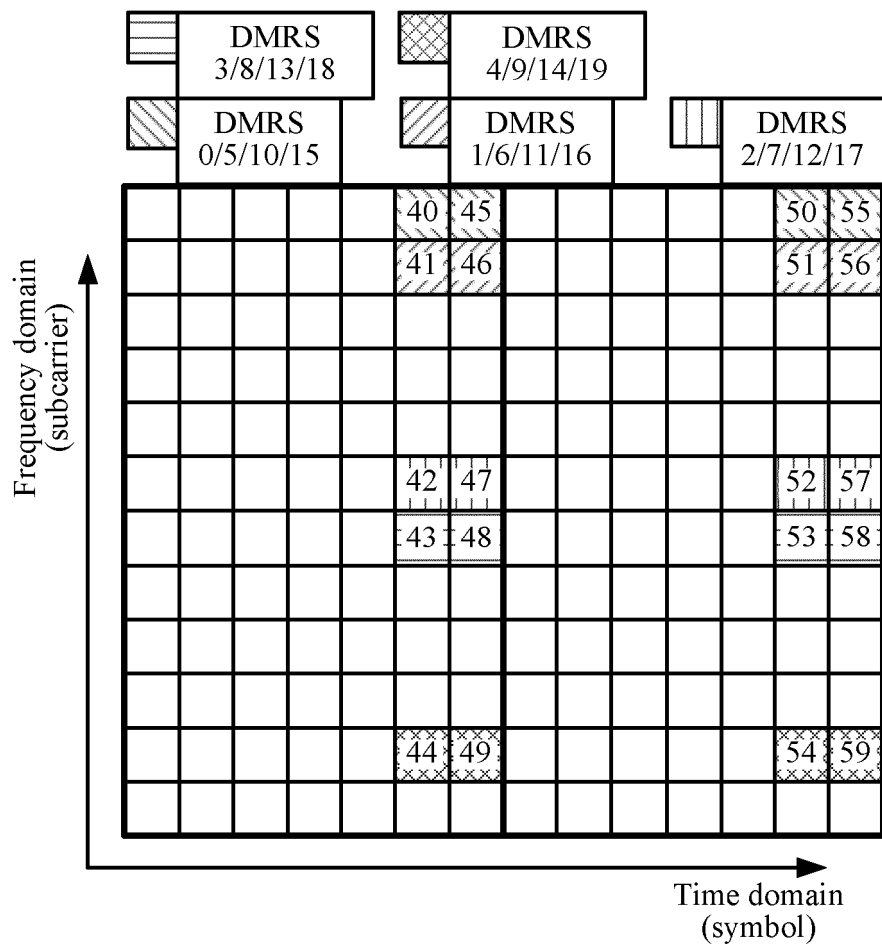 DMRS
3/8/13/18
DMRS
4/9/14/19
DMRS
0/5/10/15
DMRS
1/6/11/16
DMRS
2/7/12/17
40 45 50 55
41 46 51 56
42 47 52 57
43 48 53 58
44 49 54 59
Frequency domain
(subcarrier)
Time domain
(symbol)